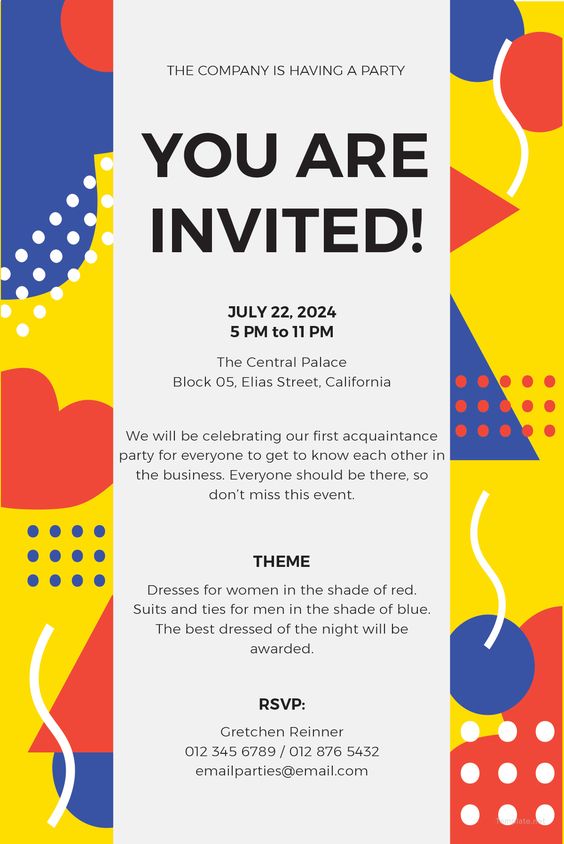 THE COMPANY IS HAVING A PARTY
YOU ARE
INVITED!
JULY 22, 2024
5 PM to 11 PM
The Central Palace
Block 05, Elias Street, California
We will be celebrating our first acquaintance
party for everyone to get to know each other in
the business. Everyone should be there, so
don't miss this event.
THEME
Dresses for women in the shade of red.
Suits and ties for men in the shade of blue.
The best dressed of the night will be
awarded.
RSVP:
Gretchen Reinner
012 345 6789 / 012 876 5432
emailparties@email.com